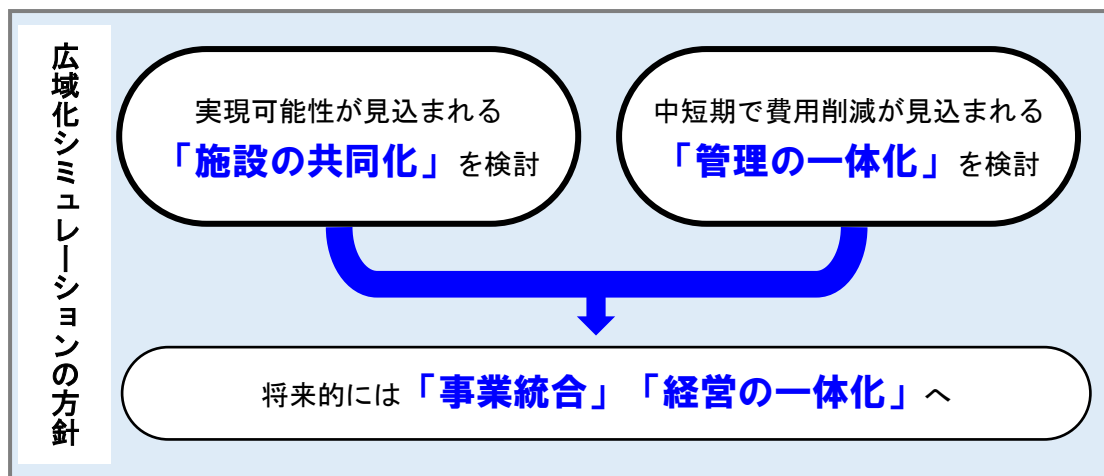 広域化シミュレーションの方針
実現可能性が見込まれる
「施設の共同化」を検討
中短期で費用削減が見込まれる
「管理の一体化」を検討
将来的には「事業統合」「経営の一体化」へ